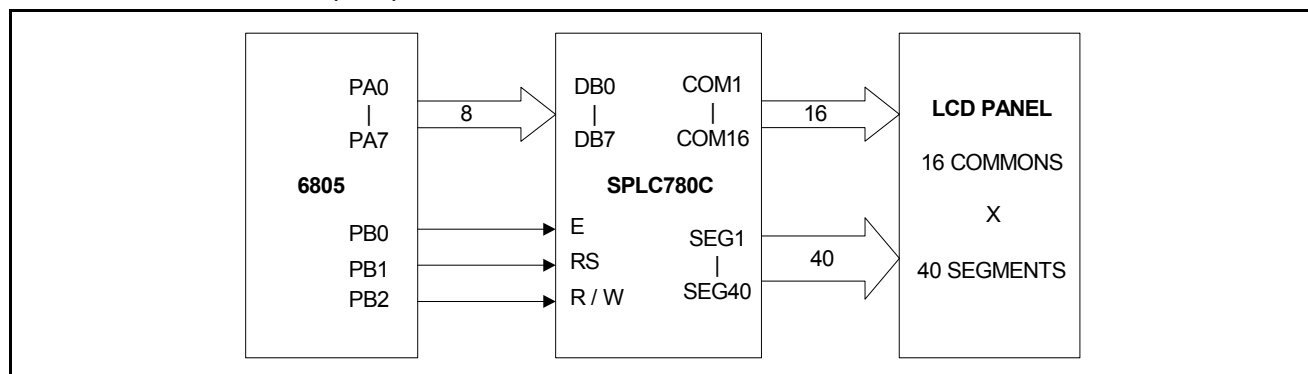 PA0
|
PA7
6805
PB0
PB1
PB2
8
DB0
|
DB7
COM1
|
COM16
SPLC780C
E
RS
R / W
SEG1
|
SEG40
16
40
LCD PANEL
16 COMMONS
X
40 SEGMENTS